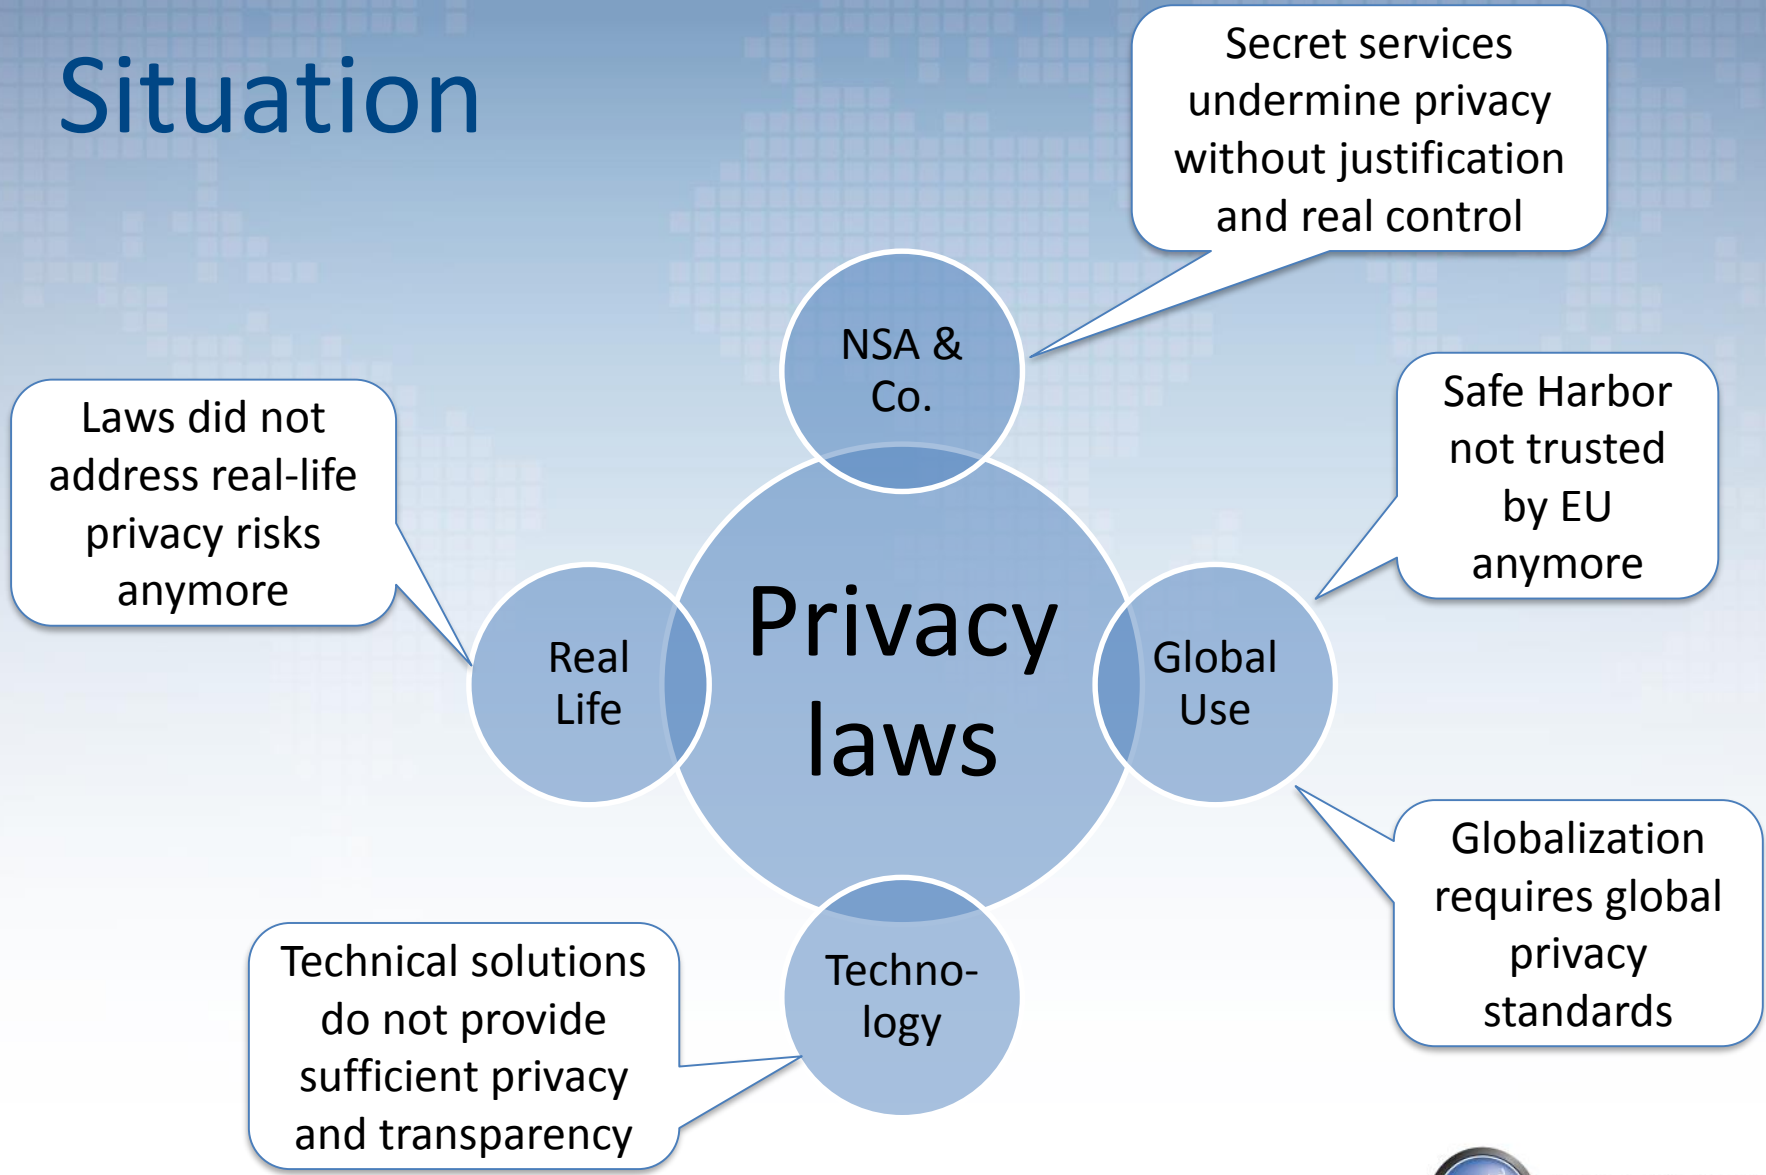 Situation
Secret services
undermine privacy
without justification
and real control
NSA &
Co.
Laws did not
address real-life
privacy risks
anymore
Safe Harbor
not trusted
by EU
anymore
Real
Life
Privacy
laws
Global
Use
Globalization
requires global
privacy
standards
Techno-
logy
Technical solutions
do not provide
sufficient privacy
and transparency